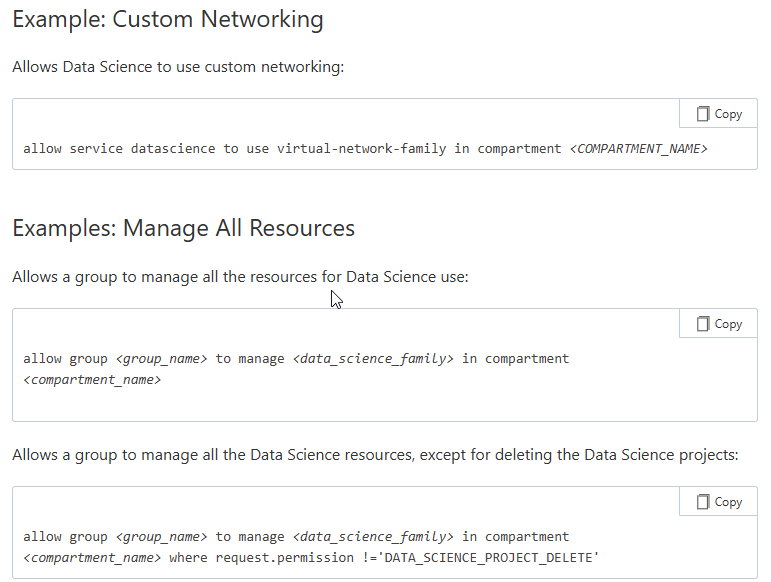 Example: Custom Networking
Allows Data Science to use custom networking:
Copy
allow service datascience to use virtual-network-family in compartment <COMPARTMENT_NAME>
Examples: Manage All Resources
Allows a group to manage all the resources for Data Science use:
Copy
allow group <group_name> to manage <data_science_family> in compartment
<compartment_name>
Allows a group to manage all the Data Science resources, except for deleting the Data Science projects:
Copy
allow group <group_name> to manage <data_science_family> in compartment
<compartment_name> where request.permission !='DATA_SCIENCE_PROJECT_DELETE'